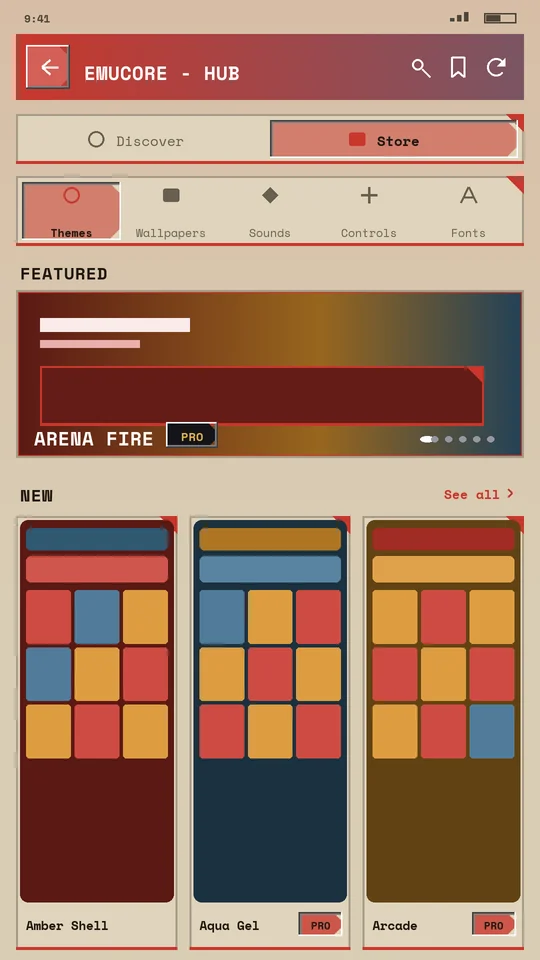 9:41
EMUCORE - HUB
Discover
Store
Themes
Wallpapers
Sounds
Controls
Fonts
FEATURED
ARENA FIRE
PRO
NEW
See all
Amber Shell
Aqua Gel
PRO
Arcade
PRO